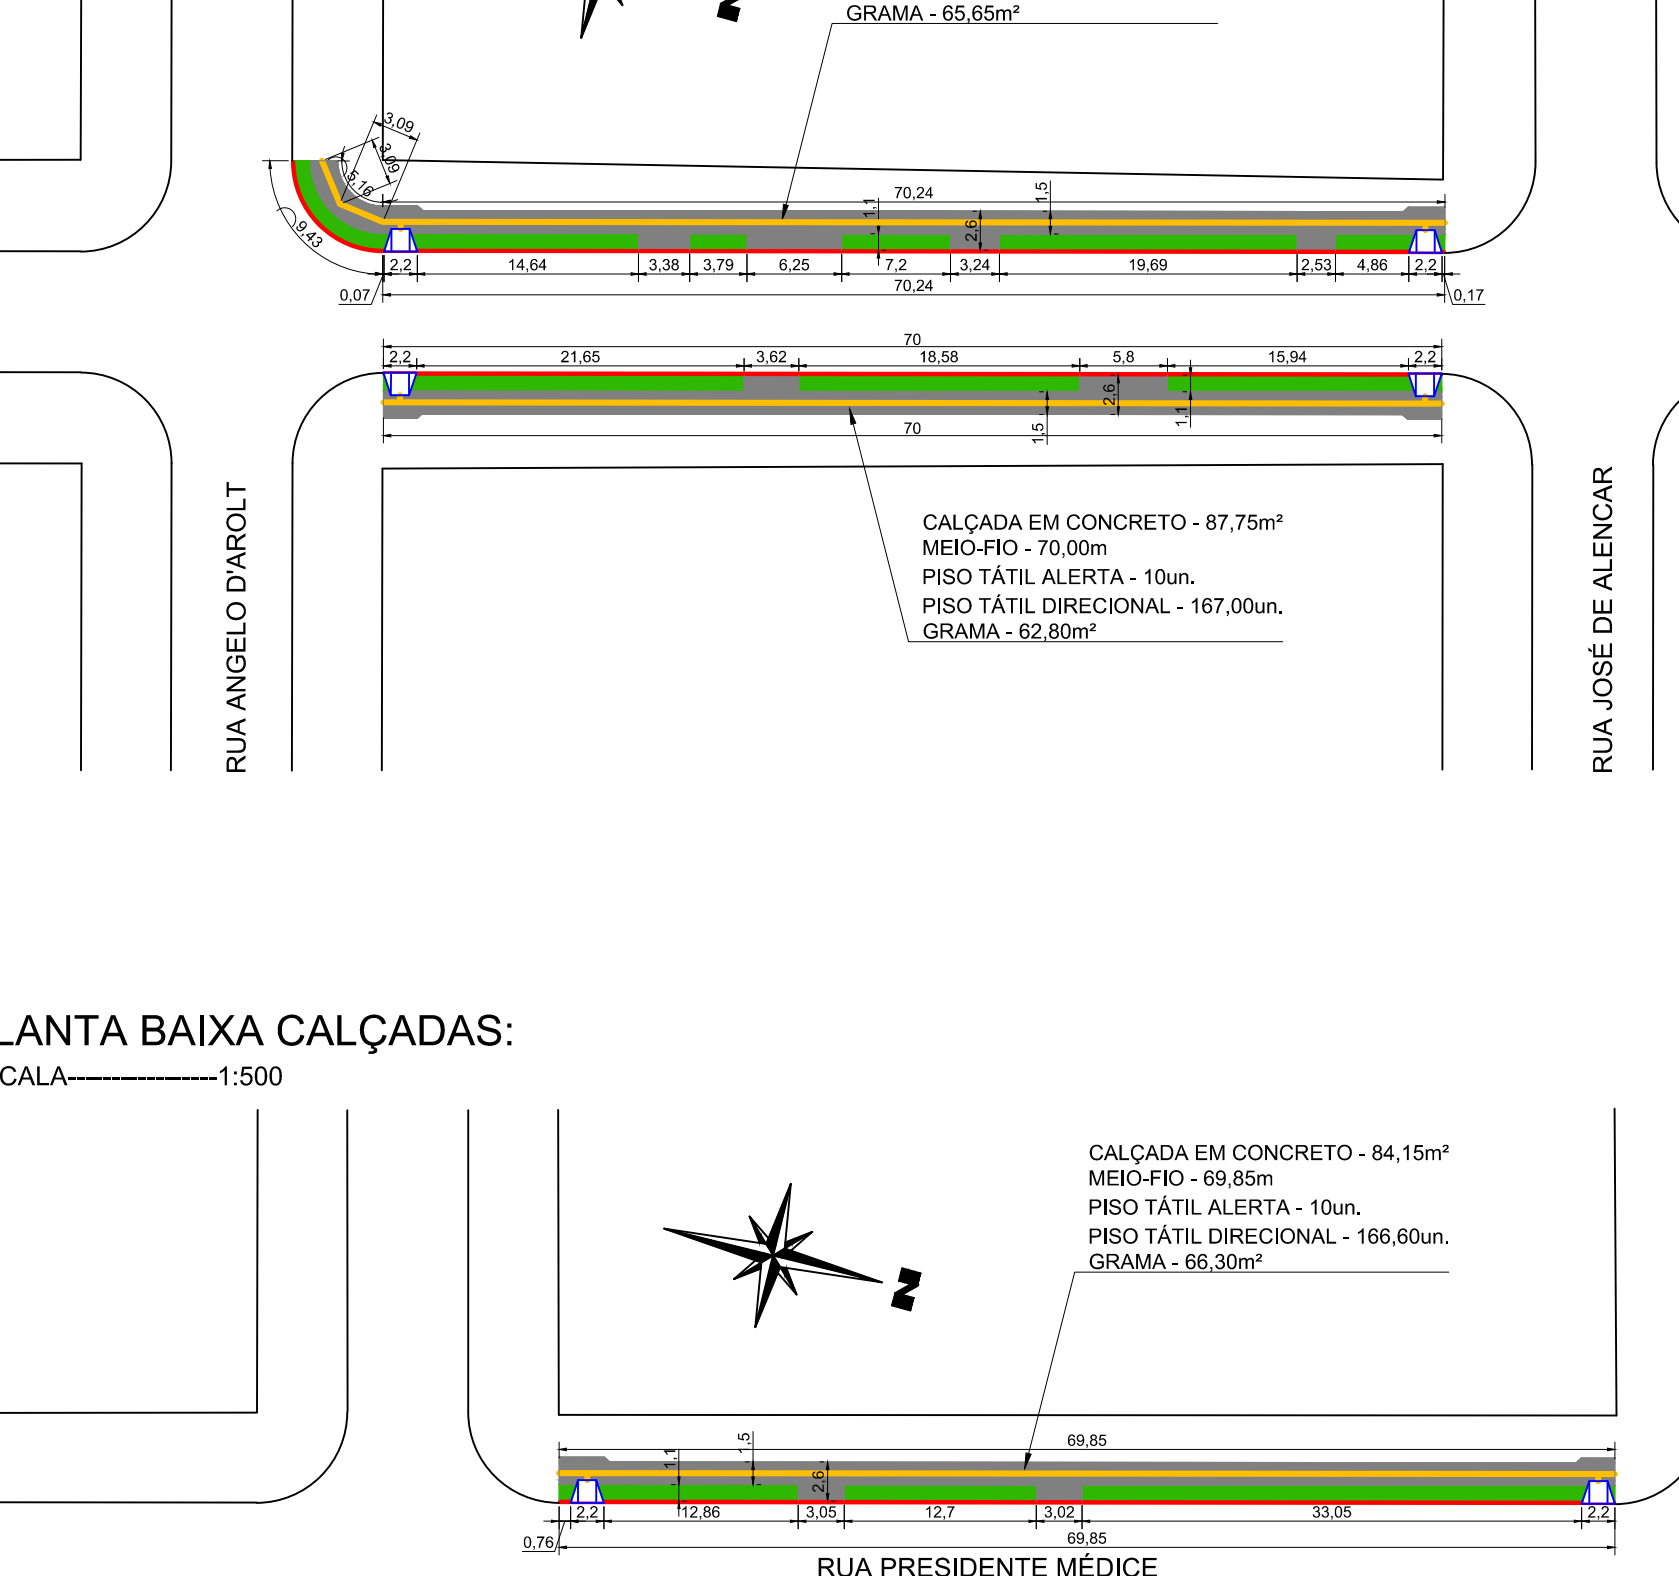 GRAMA - 65,65m²
3,09
3,09
5,16
9,43
70,24
1,5
1,1
2,6
2,2
14,64
3,38
3,79
6,25
7,2
3,24
19,69
2,53
4,86
2,2
0,07
70,24
0,17
70
2,2
21,65
3,62
18,58
5,8
15,94
2,2
2,6
1,1
1,5
70
RUA ANGELO D'AROLT
RUA JOSÉ DE ALENCAR
CALÇADA EM CONCRETO - 87,75m²
MEIO-FIO - 70,00m
PISO TÁTIL ALERTA - 10un.
PISO TÁTIL DIRECIONAL - 167,00un.
GRAMA - 62,80m²
LANTA BAIXA CALÇADAS:
CALA------------------1:500
CALÇADA EM CONCRETO - 84,15m²
MEIO-FIO - 69,85m
PISO TÁTIL ALERTA - 10un.
PISO TÁTIL DIRECIONAL - 166,60un.
GRAMA - 66,30m²
N
69,85
1,1
1,5
2,6
2,2
12,86
3,05
12,7
3,02
33,05
2,2
0,76
69,85
RUA PRESIDENTE MÉDICE